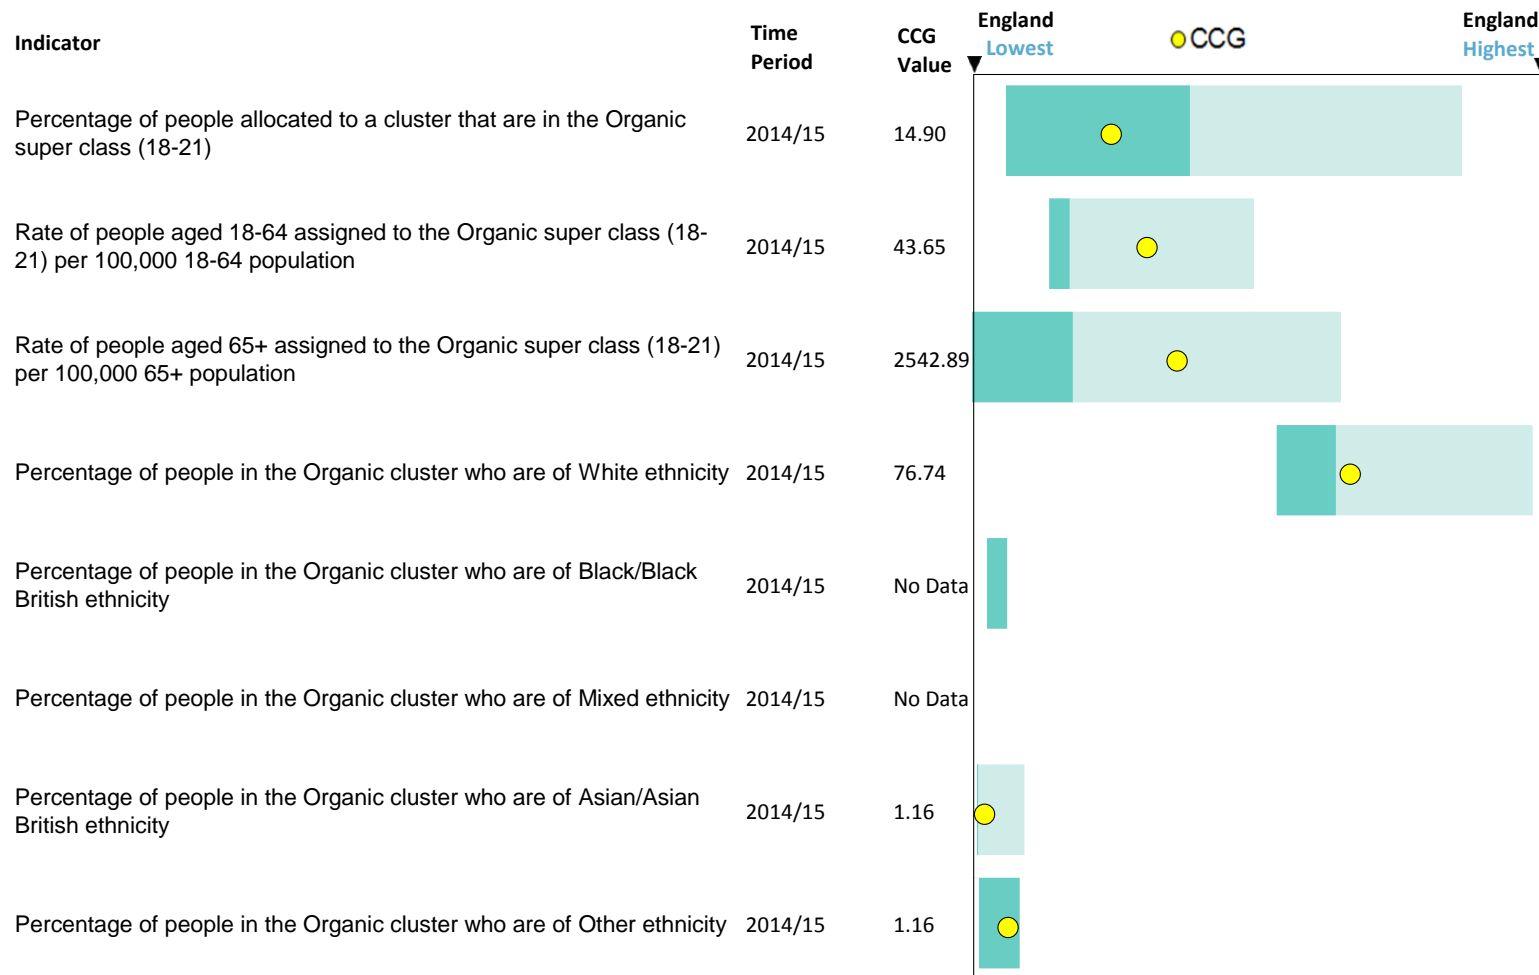 Indicator
Time
Period
CCG
Value
England
Lowest
CCG
England
Highest
Percentage of people allocated to a cluster that are in the Organic
super class (18-21)
2014/15
14.90
Rate of people aged 18-64 assigned to the Organic super class (18-
21) per 100,000 18-64 population
2014/15
43.65
Rate of people aged 65+ assigned to the Organic super class (18-21)
per 100,000 65+ population
2014/15
2542.89
Percentage of people in the Organic cluster who are of White ethnicity
2014/15
76.74
Percentage of people in the Organic cluster who are of Black/Black
British ethnicity
2014/15
No Data
Percentage of people in the Organic cluster who are of Mixed ethnicity
2014/15
No Data
Percentage of people in the Organic cluster who are of Asian/Asian
British ethnicity
2014/15
1.16
Percentage of people in the Organic cluster who are of Other ethnicity
2014/15
1.16